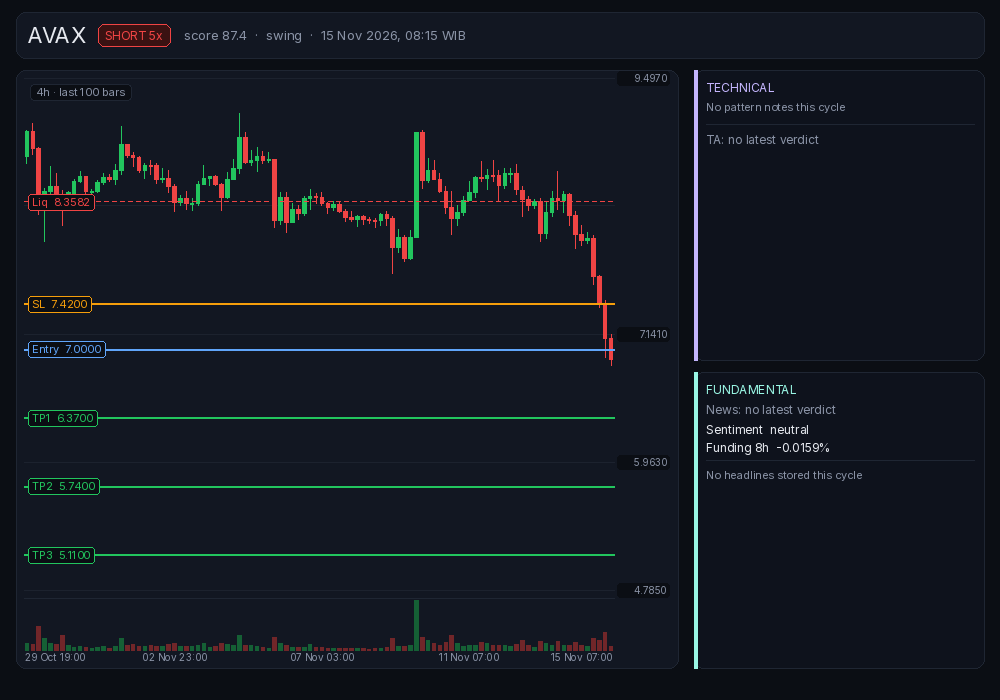 AVAX SHORT 5x score 87.4 · swing · 15 Nov 2026, 08:15 WIB
4h · last 100 bars
9.4970
Liq 8.3582
SL 7.4200
7.1410
Entry 7.0000
TP1 6.3700
5.9630
TP2 5.7400
TP3 5.1100
4.7850
29 Oct 19:00 02 Nov 23:00 07 Nov 03:00 11 Nov 07:00 15 Nov 07:00
TECHNICAL
No pattern notes this cycle
TA: no latest verdict
FUNDAMENTAL
News: no latest verdict
Sentiment neutral
Funding 8h -0.0159%
No headlines stored this cycle